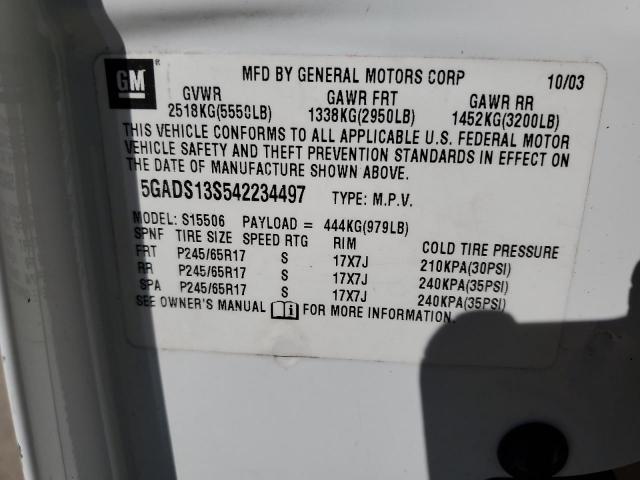 GM
®
MFD BY GENERAL MOTORS CORP 10/03
GVWR GAWR FRT GAWR RR
2518KG(5550LB) 1338KG(2950LB) 1452KG(3200LB)
THIS VEHICLE CONFORMS TO ALL APPLICABLE U.S. FEDERAL MOTOR
VEHICLE SAFETY AND THEFT PREVENTION STANDARDS IN EFFECT ON
THE DATE OF MANUFACTURE SHOWN ABOVE.
5GADS13S542234497 TYPE: M.P.V.
MODEL: S15506 PAYLOAD = 444KG(979LB)
SPNF TIRE SIZE SPEED RTG RIM COLD TIRE PRESSURE
FRT P245/65R17 S 17X7J 210KPA(30PSI)
RR P245/65R17 S 17X7J 240KPA(35PSI)
SPA P245/65R17 S 17X7J 240KPA(35PSI)
SEE OWNER'S MANUAL i FOR MORE INFORMATION.